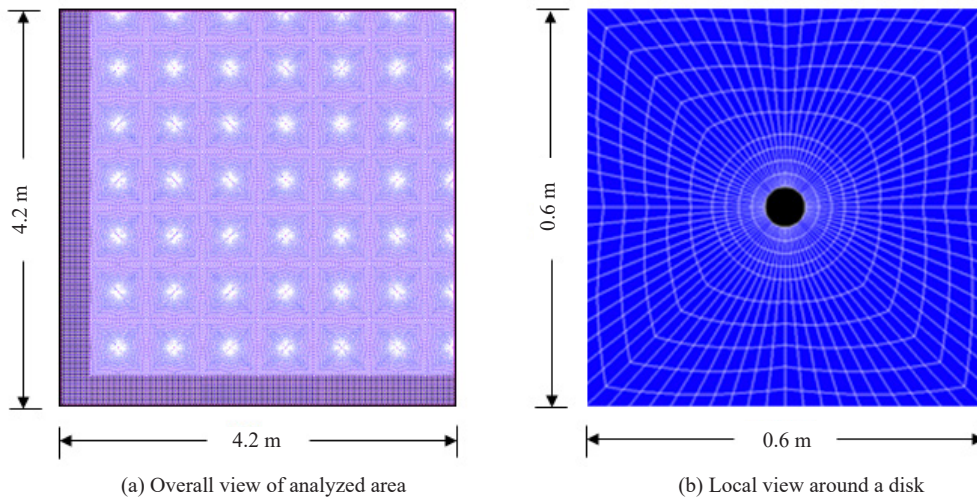 4.2 m
4.2 m
(a) Overall view of analyzed area
0.6 m
0.6 m
(b) Local view around a disk